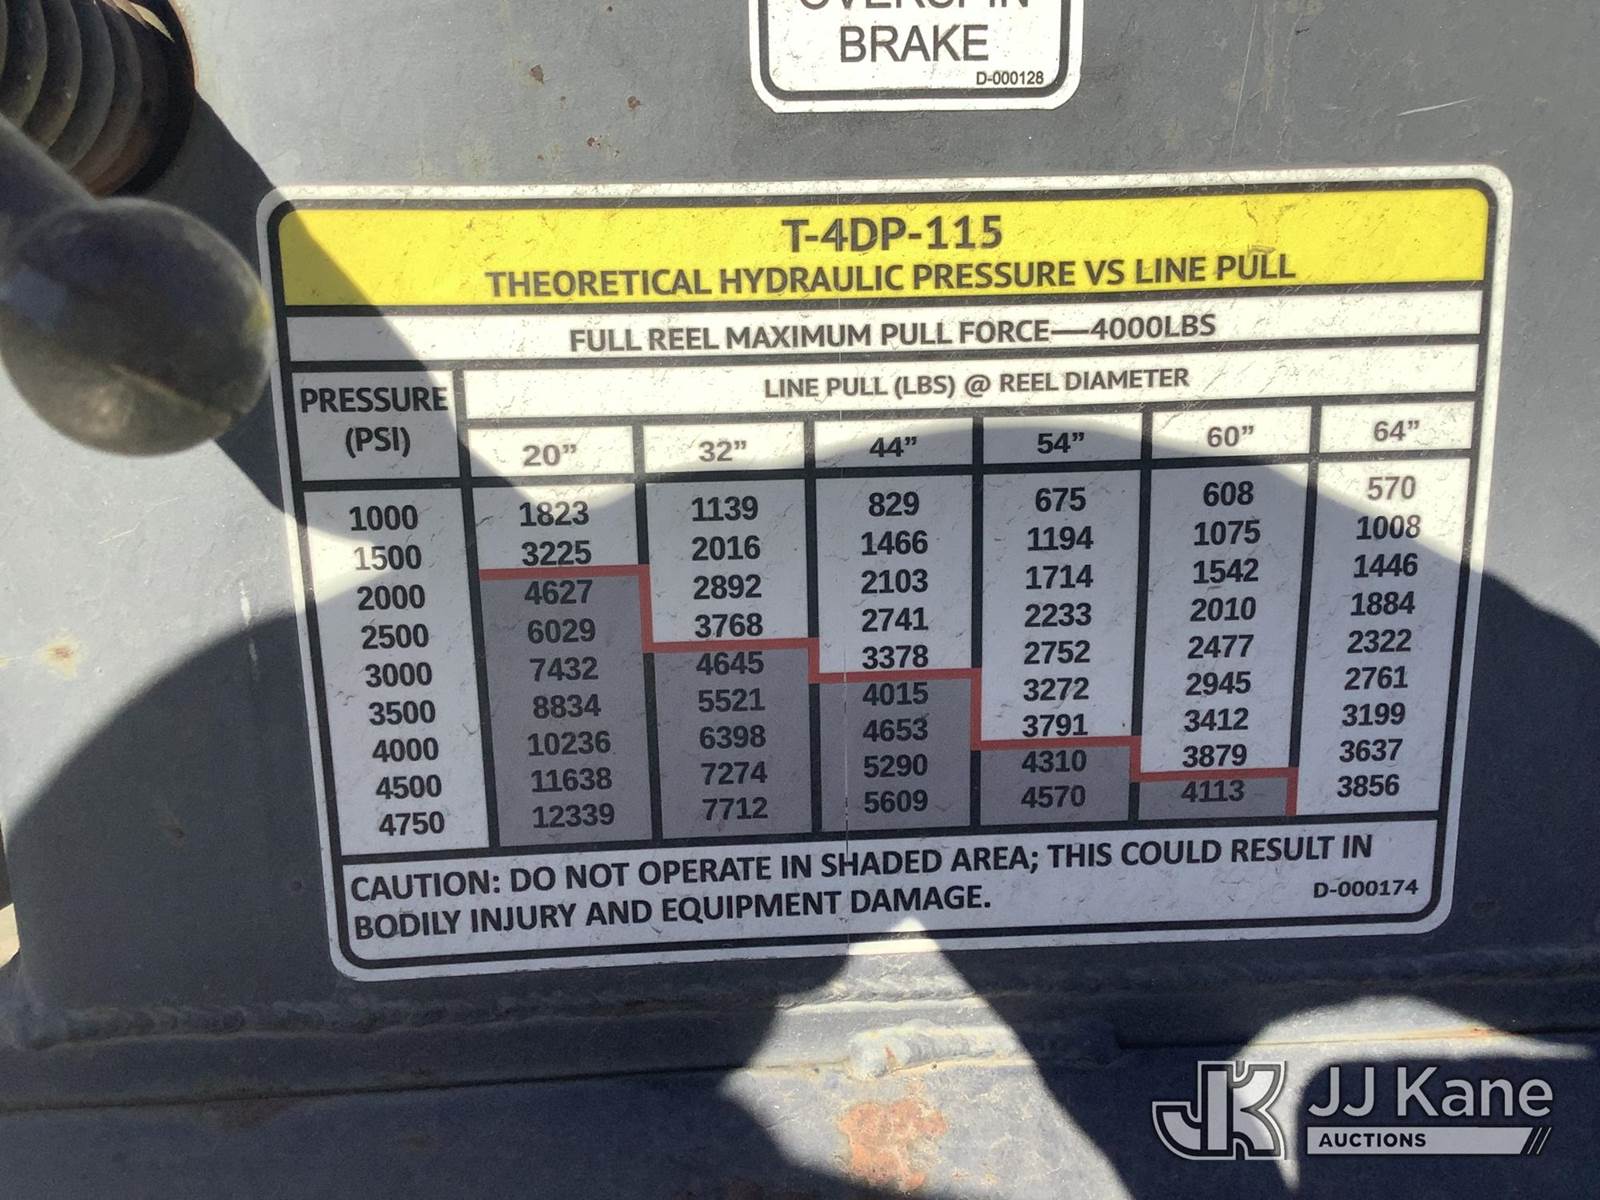 OVERSPIN
BRAKE
D-000128
T-4DP-115
THEORETICAL HYDRAULIC PRESSURE VS LINE PULL
FULL REEL MAXIMUM PULL FORCE—4000LBS
PRESSURE (PSI) LINE PULL (LBS) @ REEL DIAMETER
20” 32” 44” 54” 60” 64”
1000 1823 1139 829 675 608 570
1500 3225 2016 1466 1194 1075 1008
2000 4627 2892 2103 1714 1542 1446
2500 6029 3768 2741 2233 2010 1884
3000 7432 4645 3378 2752 2477 2322
3500 8834 5521 4015 3272 2945 2761
4000 10236 6398 4653 3791 3412 3199
4500 11638 7274 5290 4310 3879 3637
4750 12339 7712 5609 4570 4113 3856
CAUTION: DO NOT OPERATE IN SHADED AREA; THIS COULD RESULT IN
BODILY INJURY AND EQUIPMENT DAMAGE.
D-000174
JK JJ Kane
AUCTIONS